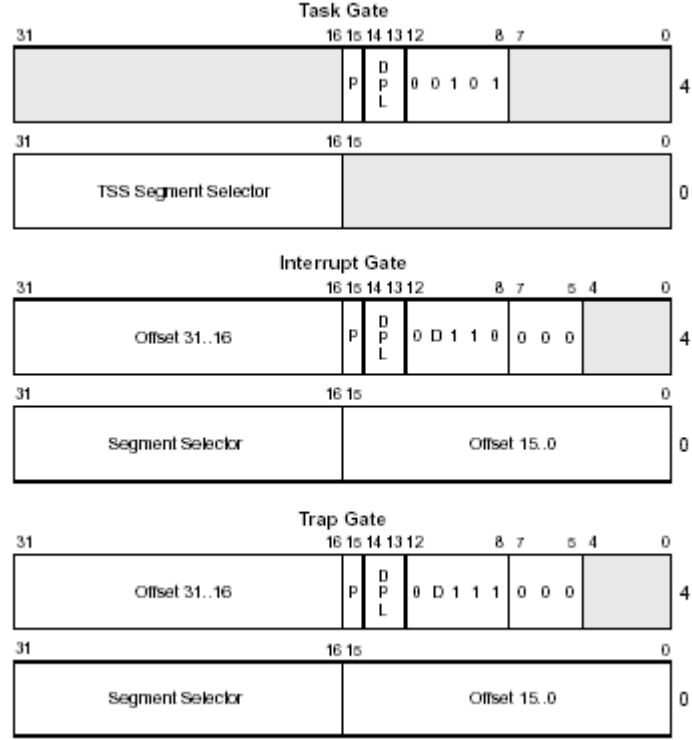 Task Gate
31 16 15 14 13 12 8 7 0
P D P L 0 0 1 0 1 4
31 16 15 0
TSS Segment Selector 0
Interrupt Gate
31 16 15 14 13 12 8 7 5 4 0
Offset 31..16 P D P L 0 D 1 1 0 0 0 0 4
31 16 15 0
Segment Selector Offset 15..0 0
Trap Gate
31 16 15 14 13 12 8 7 5 4 0
Offset 31..16 P D P L 0 D 1 1 1 0 0 0 4
31 16 15 0
Segment Selector Offset 15..0 0